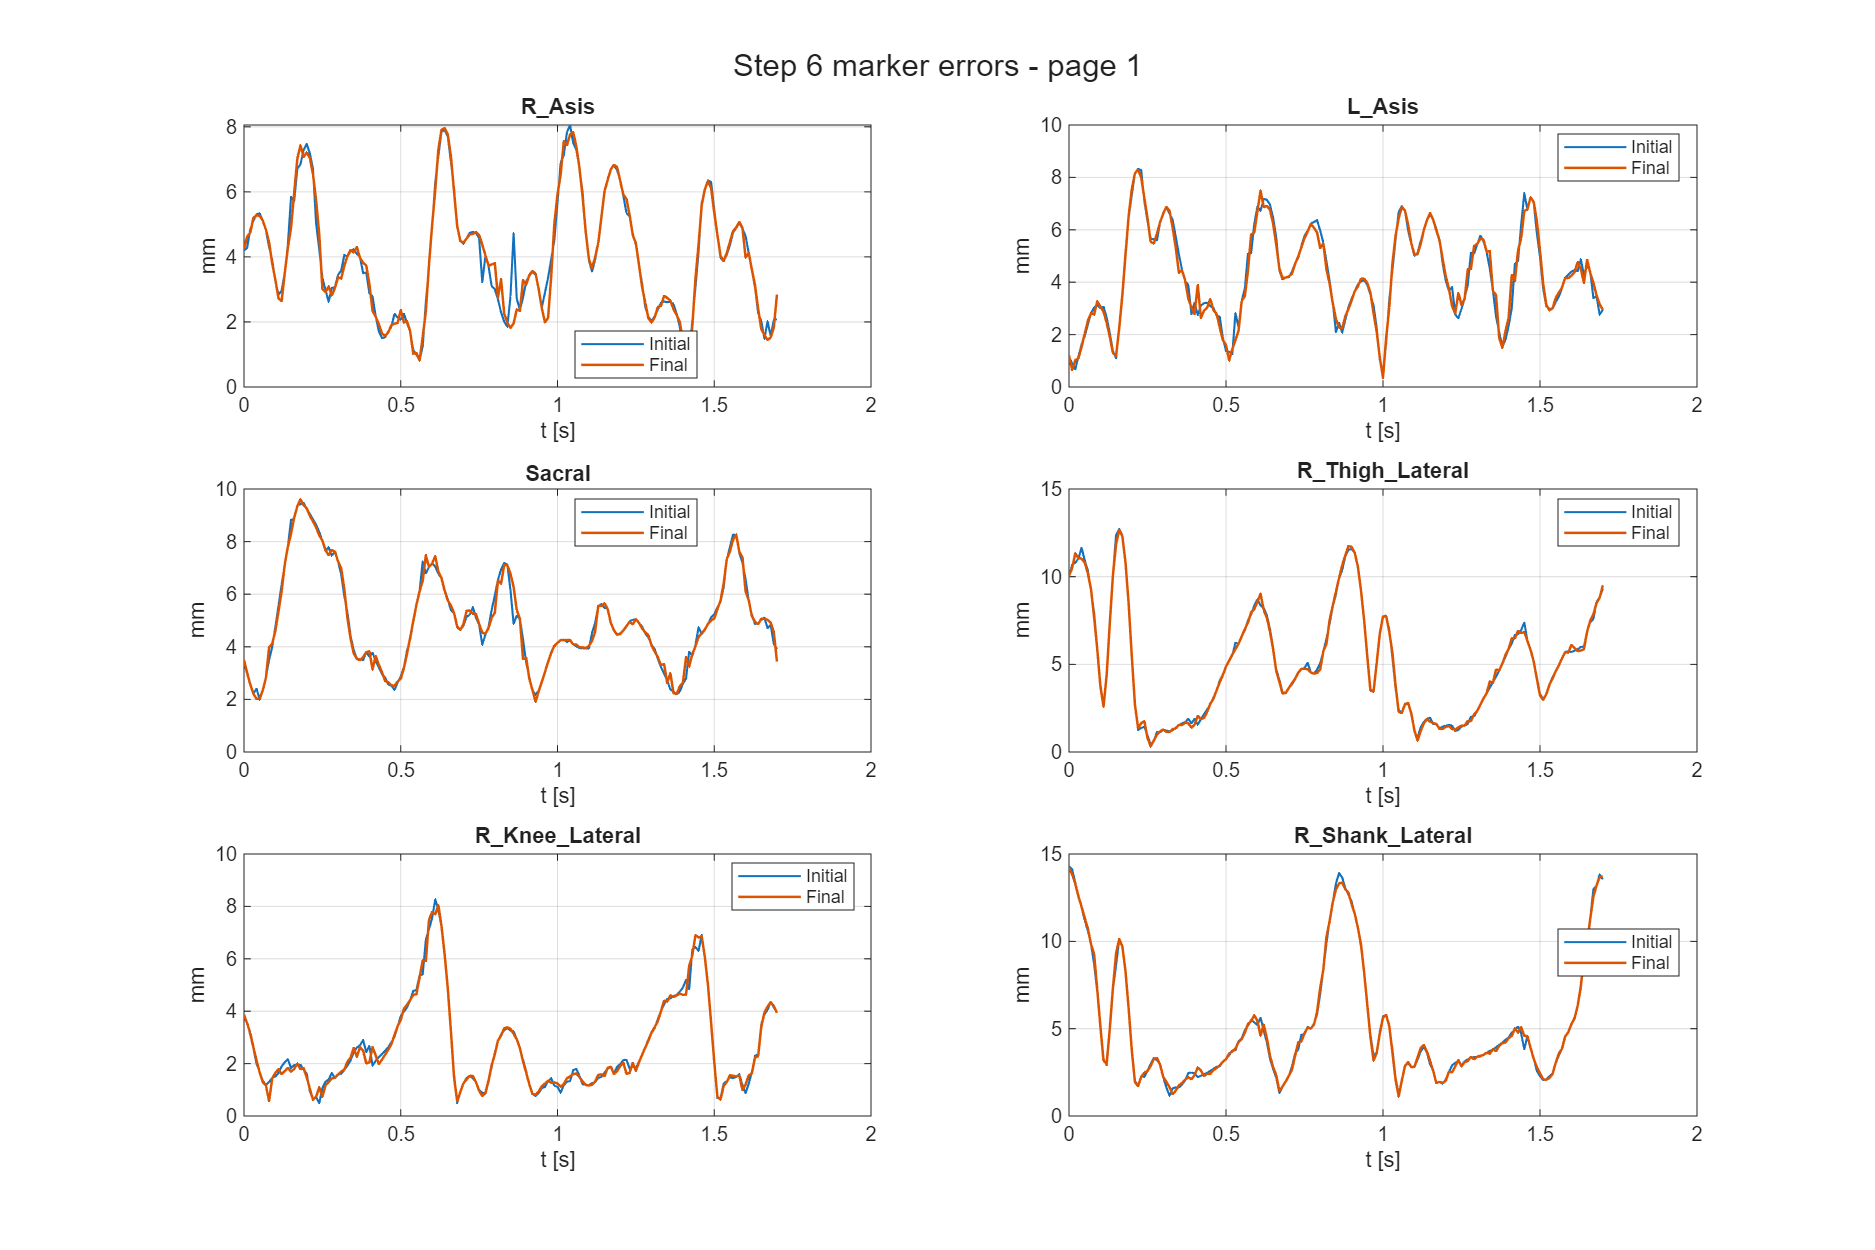 Step 6 marker errors - page 1
R_Asis
mm
8
6
4
2
0
0 0.5 1 1.5 2
t [s]
Initial
Final
L_Asis
mm
10
8
6
4
2
0
0 0.5 1 1.5 2
t [s]
Initial
Final
Sacral
mm
10
8
6
4
2
0
0 0.5 1 1.5 2
t [s]
Initial
Final
R_Thigh_Lateral
mm
15
10
5
0
0 0.5 1 1.5 2
t [s]
Initial
Final
R_Knee_Lateral
mm
10
8
6
4
2
0
0 0.5 1 1.5 2
t [s]
Initial
Final
R_Shank_Lateral
mm
15
10
5
0
0 0.5 1 1.5 2
t [s]
Initial
Final